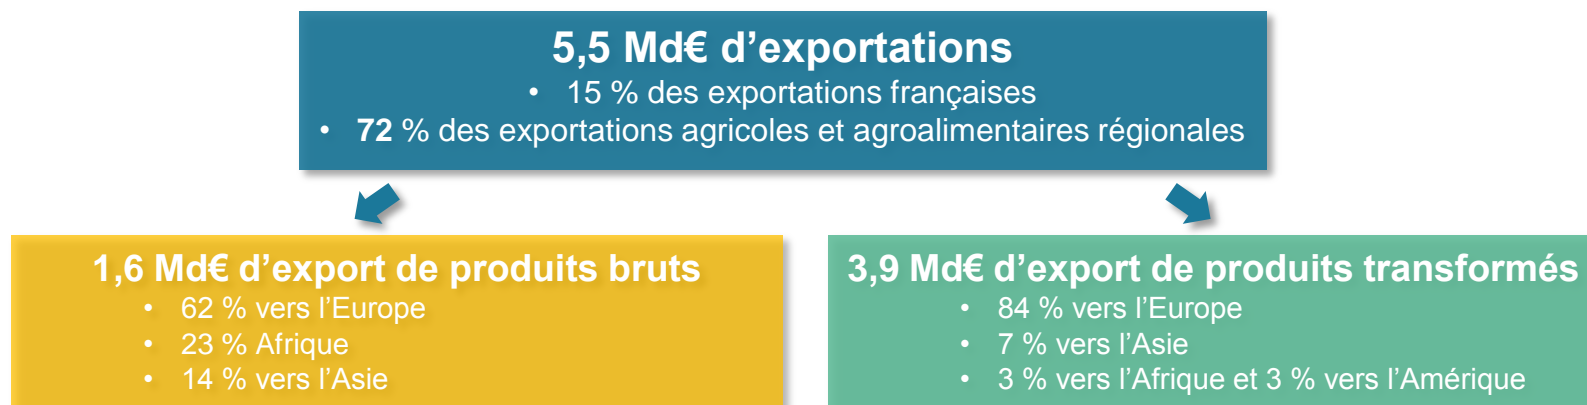 5,5 Md€ d’exportations
• 15 % des exportations françaises
• 72 % des exportations agricoles et agroalimentaires régionales
1,6 Md€ d’export de produits bruts
• 62 % vers l’Europe
• 23 % Afrique
• 14 % vers l’Asie
3,9 Md€ d’export de produits transformés
• 84 % vers l’Europe
• 7 % vers l’Asie
• 3 % vers l’Afrique et 3 % vers l’Amérique